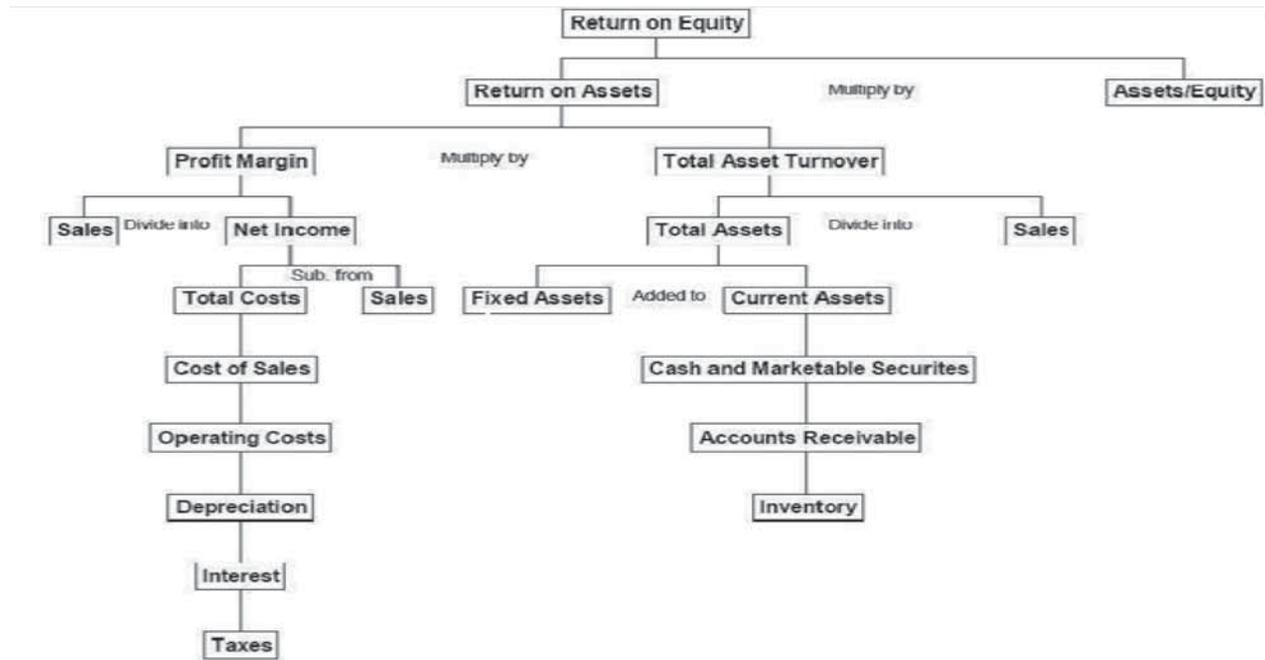 Return on Equity
Return on Assets Multiply by Assets/Equity
Profit Margin Multiply by Total Asset Turnover
Sales Divide into Net Income Total Assets Divide into Sales
Sub. from
Total Costs Sales Fixed Assets Added to Current Assets
Cost of Sales Cash and Marketable Securites
Operating Costs Accounts Receivable
Depreciation Inventory
Interest
Taxes